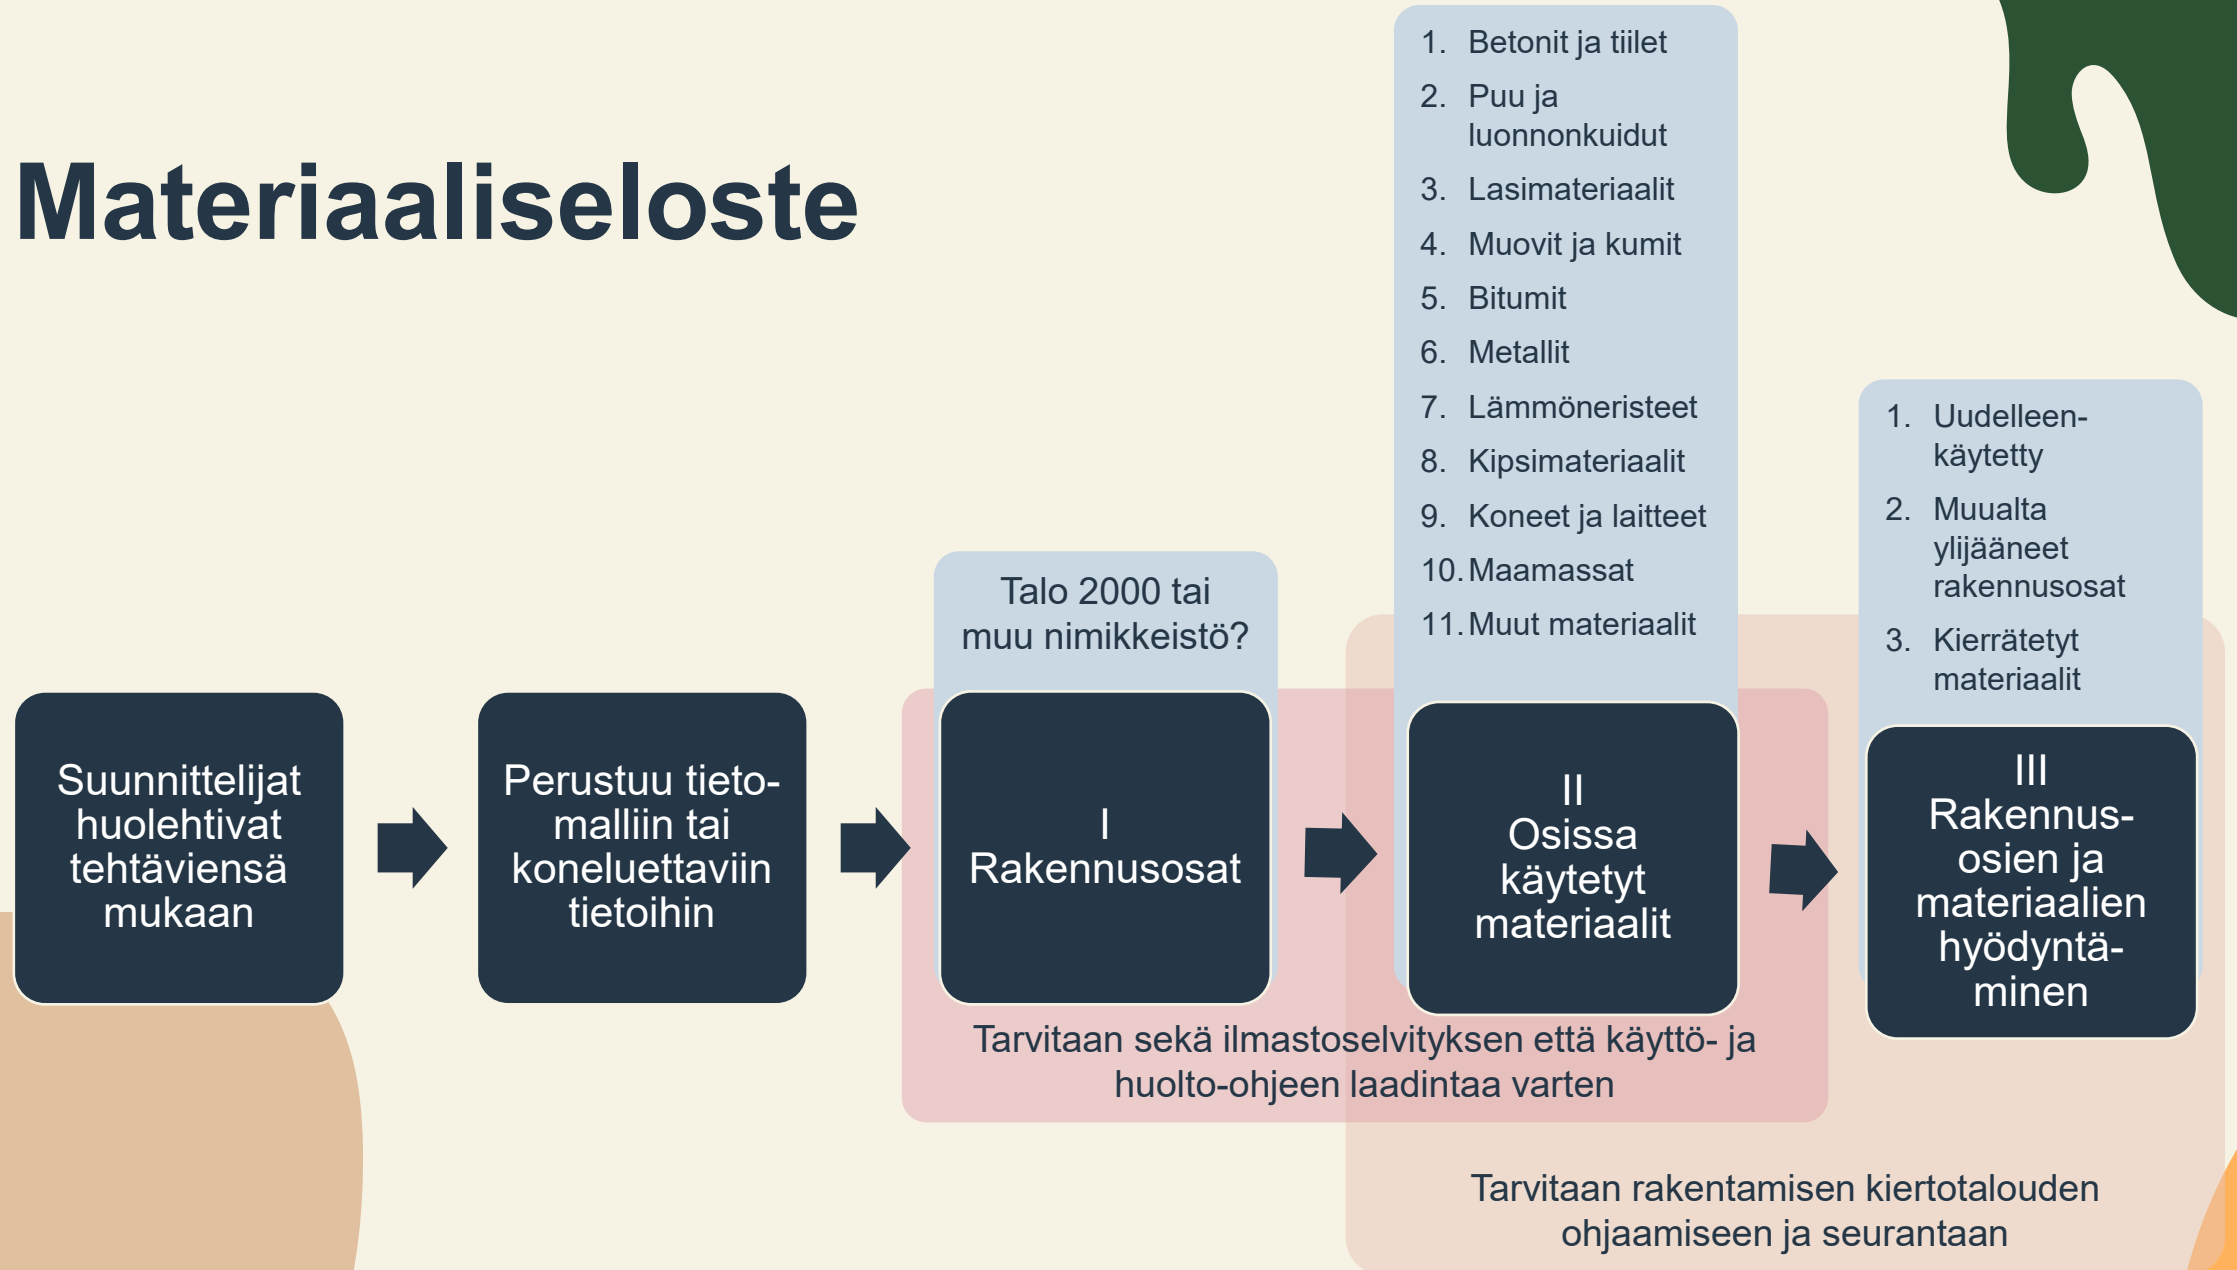 Materiaaliseloste
Suunnittelijat
huolehtivat
tehtäviensä
mukaan
Perustuu tieto-
malliin tai
koneluettaviin
tietoihin
Talo 2000 tai
muu nimikkeistö?
I
Rakennusosat
1. Betonit ja tiilet
2. Puu ja
luonnonkuidut
3. Lasimateriaalit
4. Muovit ja kumit
5. Bitumit
6. Metallit
7. Lämmöneristeet
8. Kipsimateriaalit
9. Koneet ja laitteet
10. Maamassat
11. Muut materiaalit
II
Osissa
käytetyt
materiaalit
1. Uudelleen-
käytetty
2. Muualta
ylijääneet
rakennusosat
3. Kierrätetyt
materiaalit
III
Rakennus-
osien ja
materiaalien
hyödyntä-
minen
Tarvitaan sekä ilmastoselvityksen että käyttö- ja
huolto-ohjeen laadintaa varten
Tarvitaan rakentamisen kiertotalouden
ohjaamiseen ja seurantaan